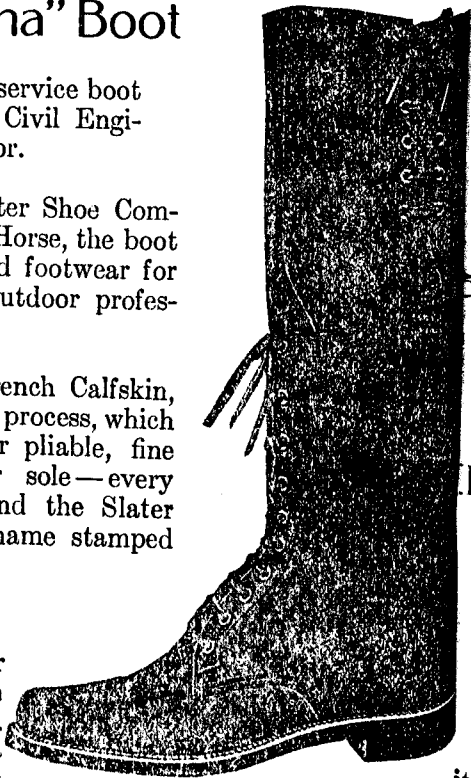 na" Boot
service boot
Civil Engi-
or.
ter Shoe Com-
Horse, the boot
d footwear for
utdoor profes-
ench Calfskin,
process, which
r pliable, fine
sole—every
nd the Slater
name stamped